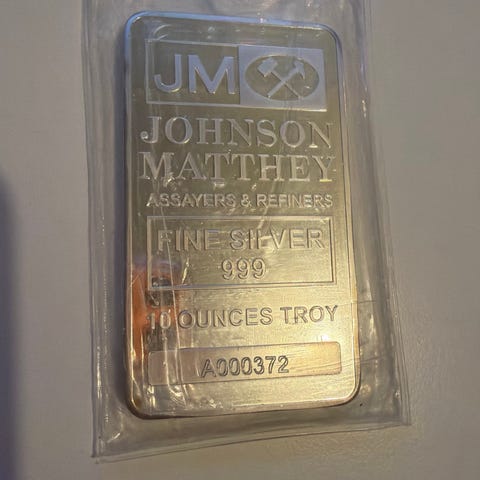 JM
JOHNSON
MATTHEY
ASSAYERS & REFINERS
FINE SILVER
999
10 OUNCES TROY
A000372